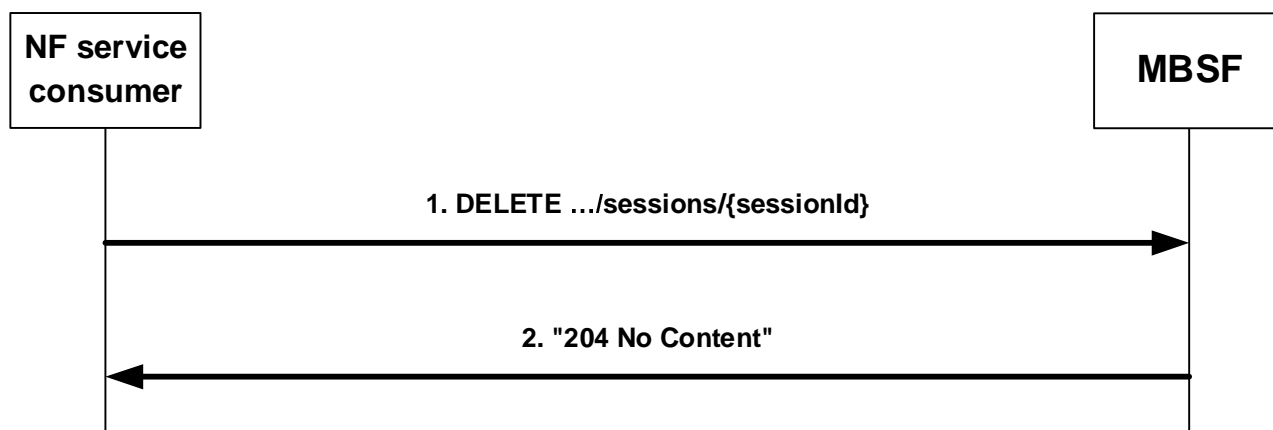 NF service
consumer
MBSF
1. DELETE …/sessions/{sessionId}
2. "204 No Content"